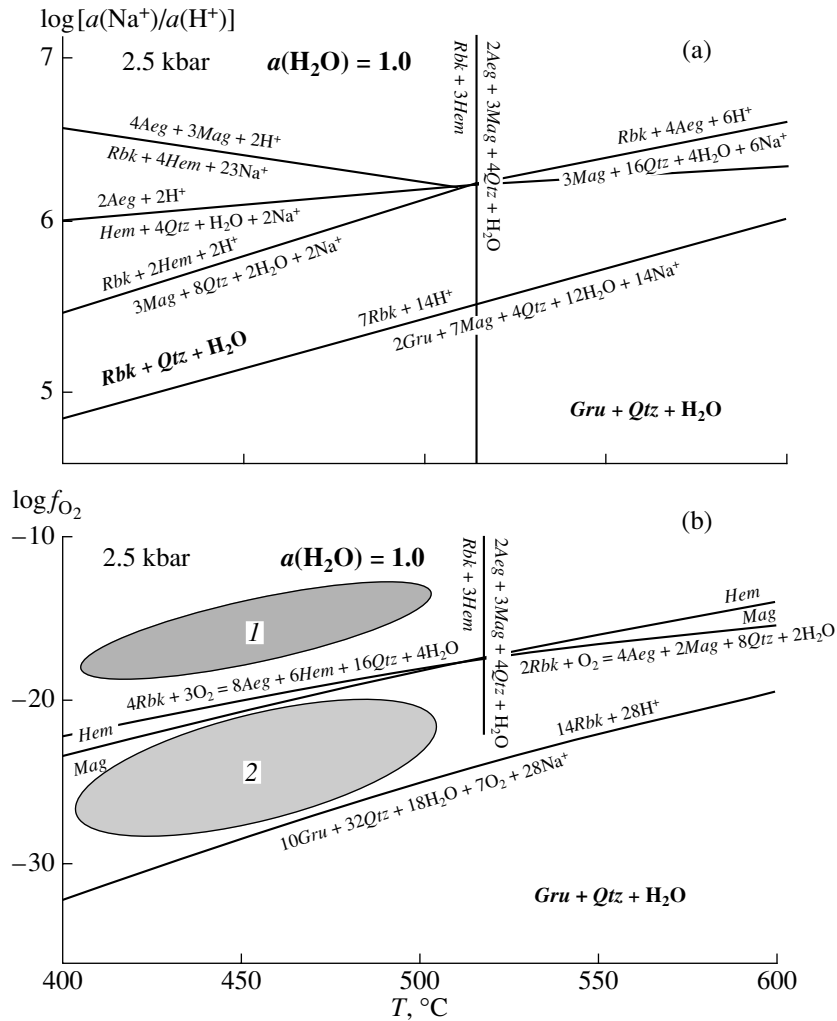 log [a(Na⁺)/a(H⁺)]
7
2.5 kbar
a(H₂O) = 1.0
Rbk + 3Hem
2Aeg + 3Mag + 4Qtz + H₂O
(a)
4Aeg + 3Mag + 2H⁺
Rbk + 4Hem + 23Na⁺
Rbk + 4Aeg + 6H⁺
3Mag + 16Qtz + 4H₂O + 6Na⁺
6
2Aeg + 2H⁺
Hem + 4Qtz + H₂O + 2Na⁺
Rbk + 2Hem + 2H⁺
3Mag + 8Qtz + 2H₂O + 2Na⁺
7Rbk + 14H⁺
2Gru + 7Mag + 4Qtz + 12H₂O + 14Na⁺
Rbk + Qtz + H₂O
5
Gru + Qtz + H₂O
log f_O₂
−10
2.5 kbar
a(H₂O) = 1.0
Rbk + 3Hem
2Aeg + 3Mag + 4Qtz + H₂O
(b)
1
Hem
Mag
4Rbk + 3O₂ = 8Aeg + 6Hem + 16Qtz + 4H₂O
2Rbk + O₂ = 4Aeg + 2Mag + 8Qtz + 2H₂O
−20
Hem
Mag
2
14Rbk + 28H⁺
10Gru + 32Qtz + 18H₂O + 7O₂ + 28Na⁺
−30
Gru + Qtz + H₂O
400
450
500
550
600
T, °C